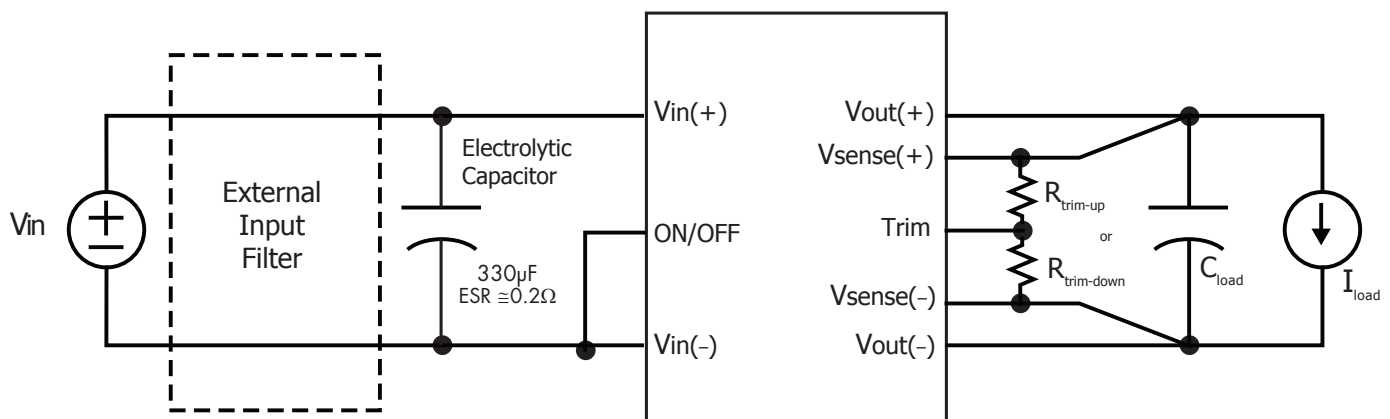 Vin
External
Input
Filter
Electrolytic
Capacitor
330µF
ESR ≅0.2Ω
Vin(+)
ON/OFF
Vin(−)
Vout(+)
Vsense(+)
Trim
Vsense(−)
Vout(−)
Rtrim-up
or
Rtrim-down
Cload
Iload